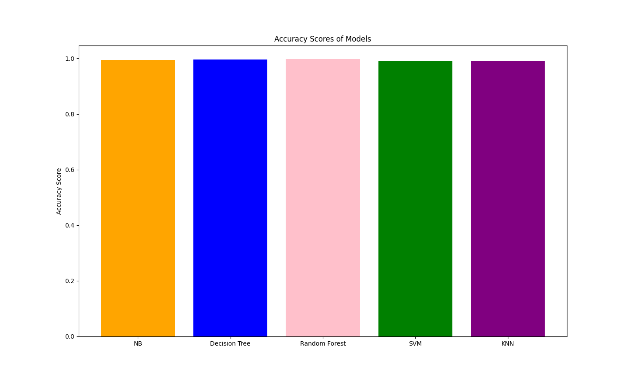 Accuracy Scores of Models
Accuracy Score
1.0
0.8
0.6
0.4
0.2
0.0
NB
Decision Tree
Random Forest
SVM
KNN